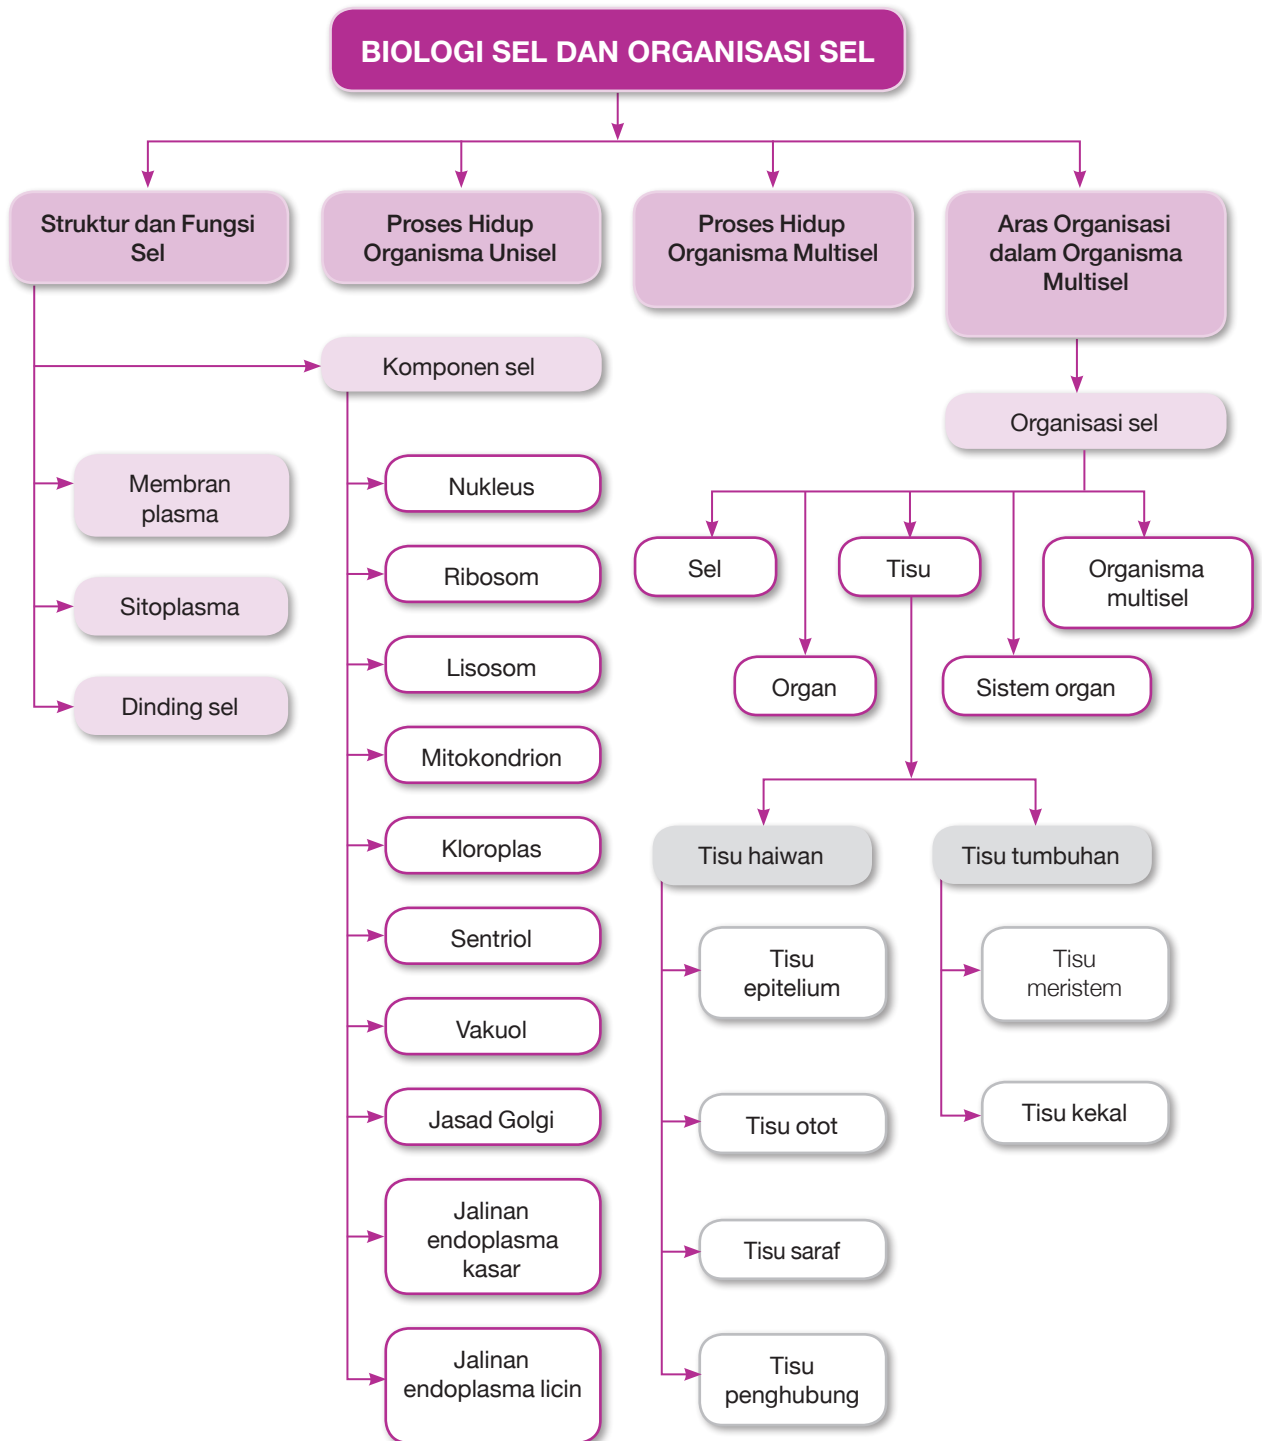 BIOLOGI SEL DAN ORGANISASI SEL
Struktur dan Fungsi
Sel
Proses Hidup
Organisma Unisel
Proses Hidup
Organisma Multisel
Aras Organisasi
dalam Organisma
Multisel
Komponen sel
Membran
plasma
Sitoplasma
Dinding sel
Nukleus
Ribosom
Lisosom
Mitokondrion
Kloroplas
Sentriol
Vakuol
Jasad Golgi
Jalinan
endoplasma
kasar
Jalinan
endoplasma licin
Organisasi sel
Sel
Tisu
Organisma
multisel
Organ
Sistem organ
Tisu haiwan
Tisu tumbuhan
Tisu
epitelium
Tisu otot
Tisu saraf
Tisu
penghubung
Tisu
meristem
Tisu kekal